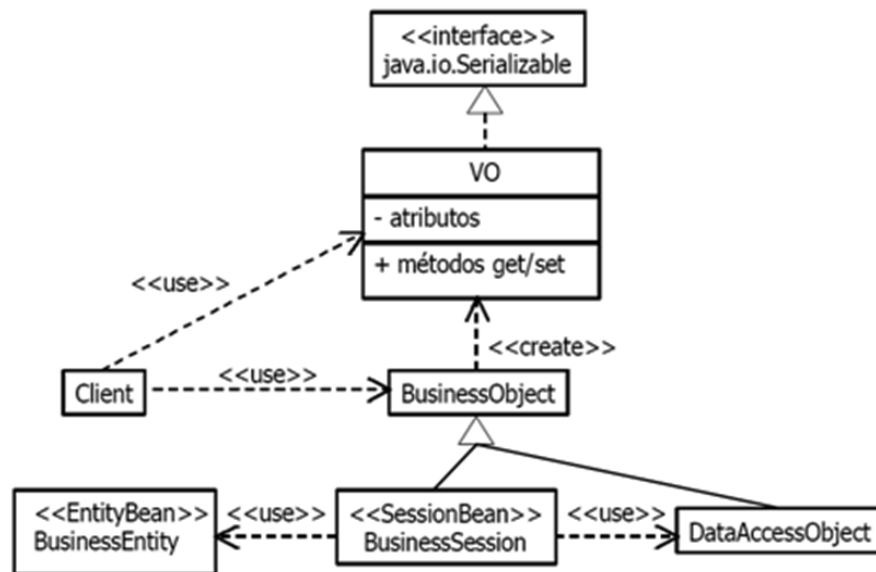 <<interface>>
java.io.Serializable
VO
- atributos
+ métodos get/set
<<use>>
<<create>>
<<use>>
Client
BusinessObject
<<EntityBean>>
BusinessEntity
<<use>>
<<SessionBean>>
BusinessSession
<<use>>
DataAccessObject